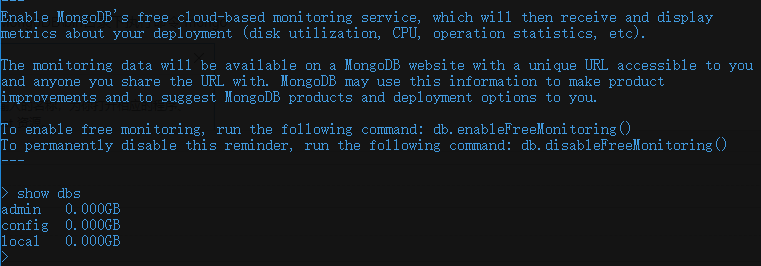 ---
Enable MongoDB's free cloud-based monitoring service, which will then receive and display
metrics about your deployment (disk utilization, CPU, operation statistics, etc).
The monitoring data will be available on a MongoDB website with a unique URL accessible to you
and anyone you share the URL with. MongoDB may use this information to make product
improvements and to suggest MongoDB products and deployment options to you.
To enable free monitoring, run the following command: db.enableFreeMonitoring()
To permanently disable this reminder, run the following command: db.disableFreeMonitoring()
---
> show dbs
admin   0.000GB
config  0.000GB
local   0.000GB
>